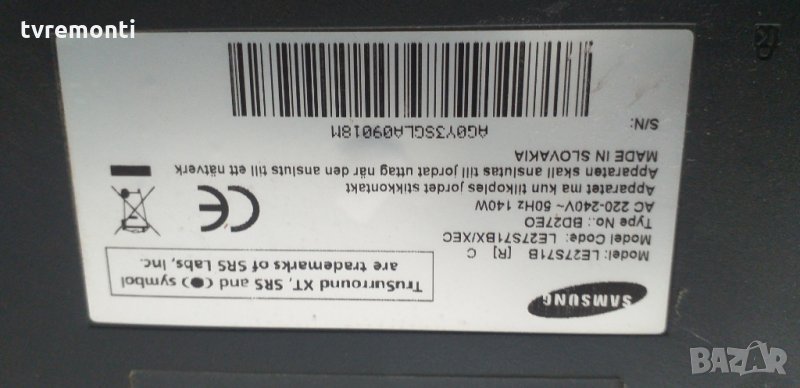 tvremonti
SAMSUNG
TruSurround XT, SRS and (●) symbol
are trademarks of SRS Labs, Inc.
Model: LE27S71B [R] C
Model Code: LE27S71BX/XEC
Type No.: BD27EO
AC 220-240V~ 50Hz 140W
Apparatet ma kun tilkoples jordet stikkontakt
Apparaten skall anslutas till jordat uttag när den ansluts till ett nätverk
MADE IN SLOVAKIA
S/N:
AG0Y3SGLA09018M
BAZAR